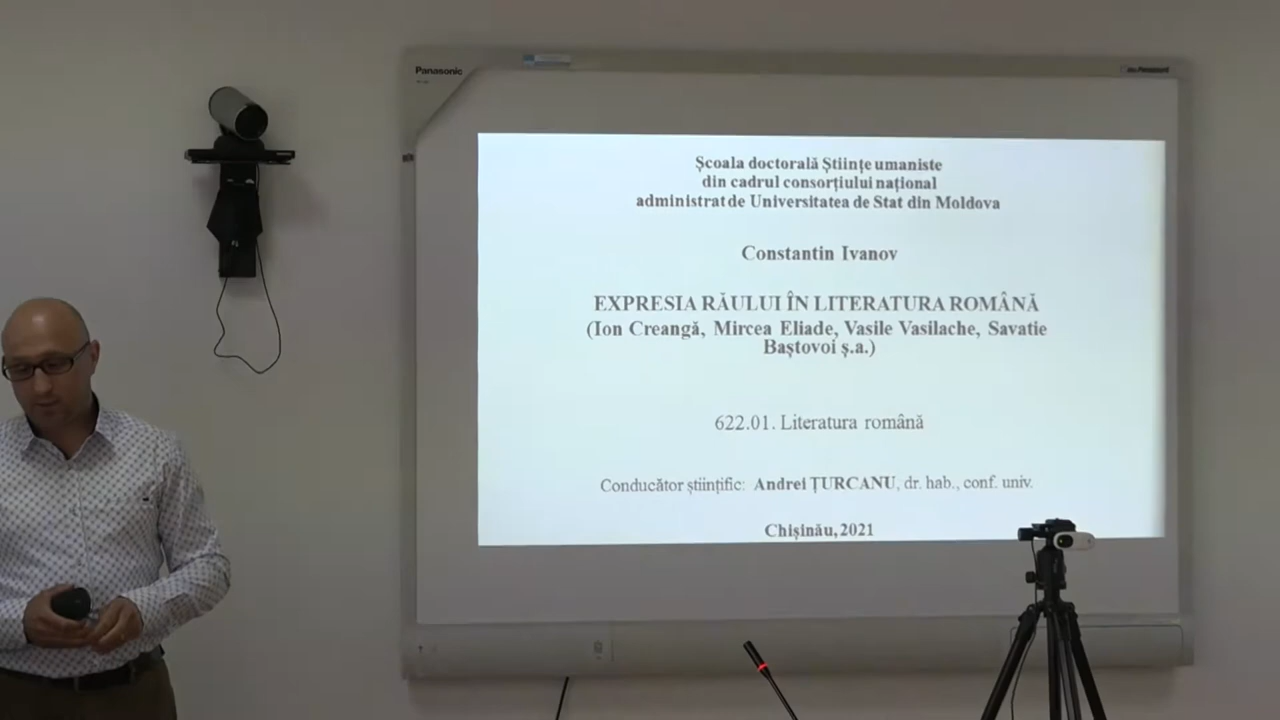 Panasonic
Panasonic
Școala doctorală Științe umaniste
din cadrul consorțiului național
administrat de Universitatea de Stat din Moldova
Constantin Ivanov
EXPRESIA RĂULUI ÎN LITERATURA ROMÂNĂ
(Ion Creangă, Mircea Eliade, Vasile Vasilache, Savatie
Baștovoi ș.a.)
622.01. Literatura română
Conducător științific: Andrei ȚURCANU, dr. hab., conf. univ.
Chișinău, 2021